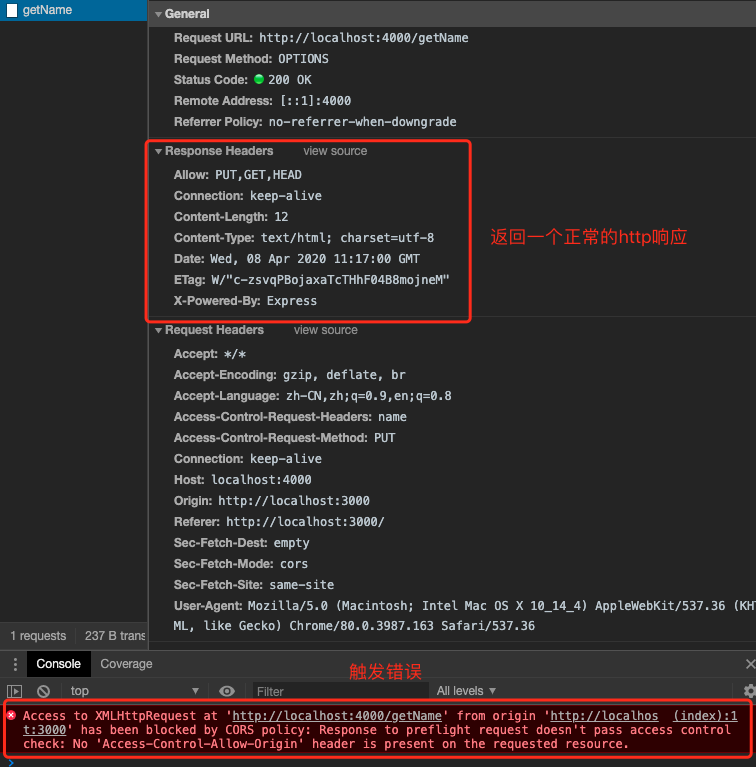 getName
General
Request URL: http://localhost:4000/getName
Request Method: OPTIONS
Status Code: 200 OK
Remote Address: [::1]:4000
Referrer Policy: no-referrer-when-downgrade
Response Headers view source
Allow: PUT,GET,HEAD
Connection: keep-alive
Content-Length: 12
Content-Type: text/html; charset=utf-8
Date: Wed, 08 Apr 2020 11:17:00 GMT
ETag: W/"c-zsvqPBojaxaTcTHhF04B8mojneM"
X-Powered-By: Express
返回一个正常的http响应
Request Headers view source
Accept: */*
Accept-Encoding: gzip, deflate, br
Accept-Language: zh-CN,zh;q=0.9,en;q=0.8
Access-Control-Request-Headers: name
Access-Control-Request-Method: PUT
Connection: keep-alive
Host: localhost:4000
Origin: http://localhost:3000
Referer: http://localhost:3000/
Sec-Fetch-Dest: empty
Sec-Fetch-Mode: cors
Sec-Fetch-Site: same-site
User-Agent: Mozilla/5.0 (Macintosh; Intel Mac OS X 10_14_4) AppleWebKit/537.36 (KHT
ML, like Gecko) Chrome/80.0.3987.163 Safari/537.36
1 requests 237 B trans
Console Coverage
触发错误
top Filter All levels
Access to XMLHttpRequest at 'http://localhost:4000/getName' from origin 'http://localhos (index):1
t:3000' has been blocked by CORS policy: Response to preflight request doesn't pass access control
check: No 'Access-Control-Allow-Origin' header is present on the requested resource.